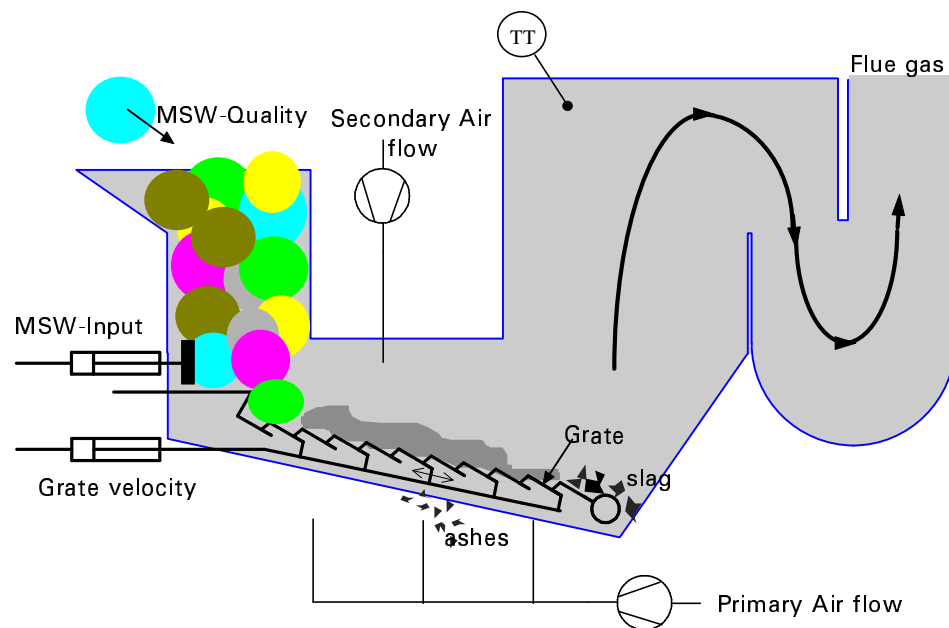 TT
Flue gas
MSW-Quality
Secondary Air
flow
MSW-Input
Grate
slag
Grate velocity
ashes
Primary Air flow